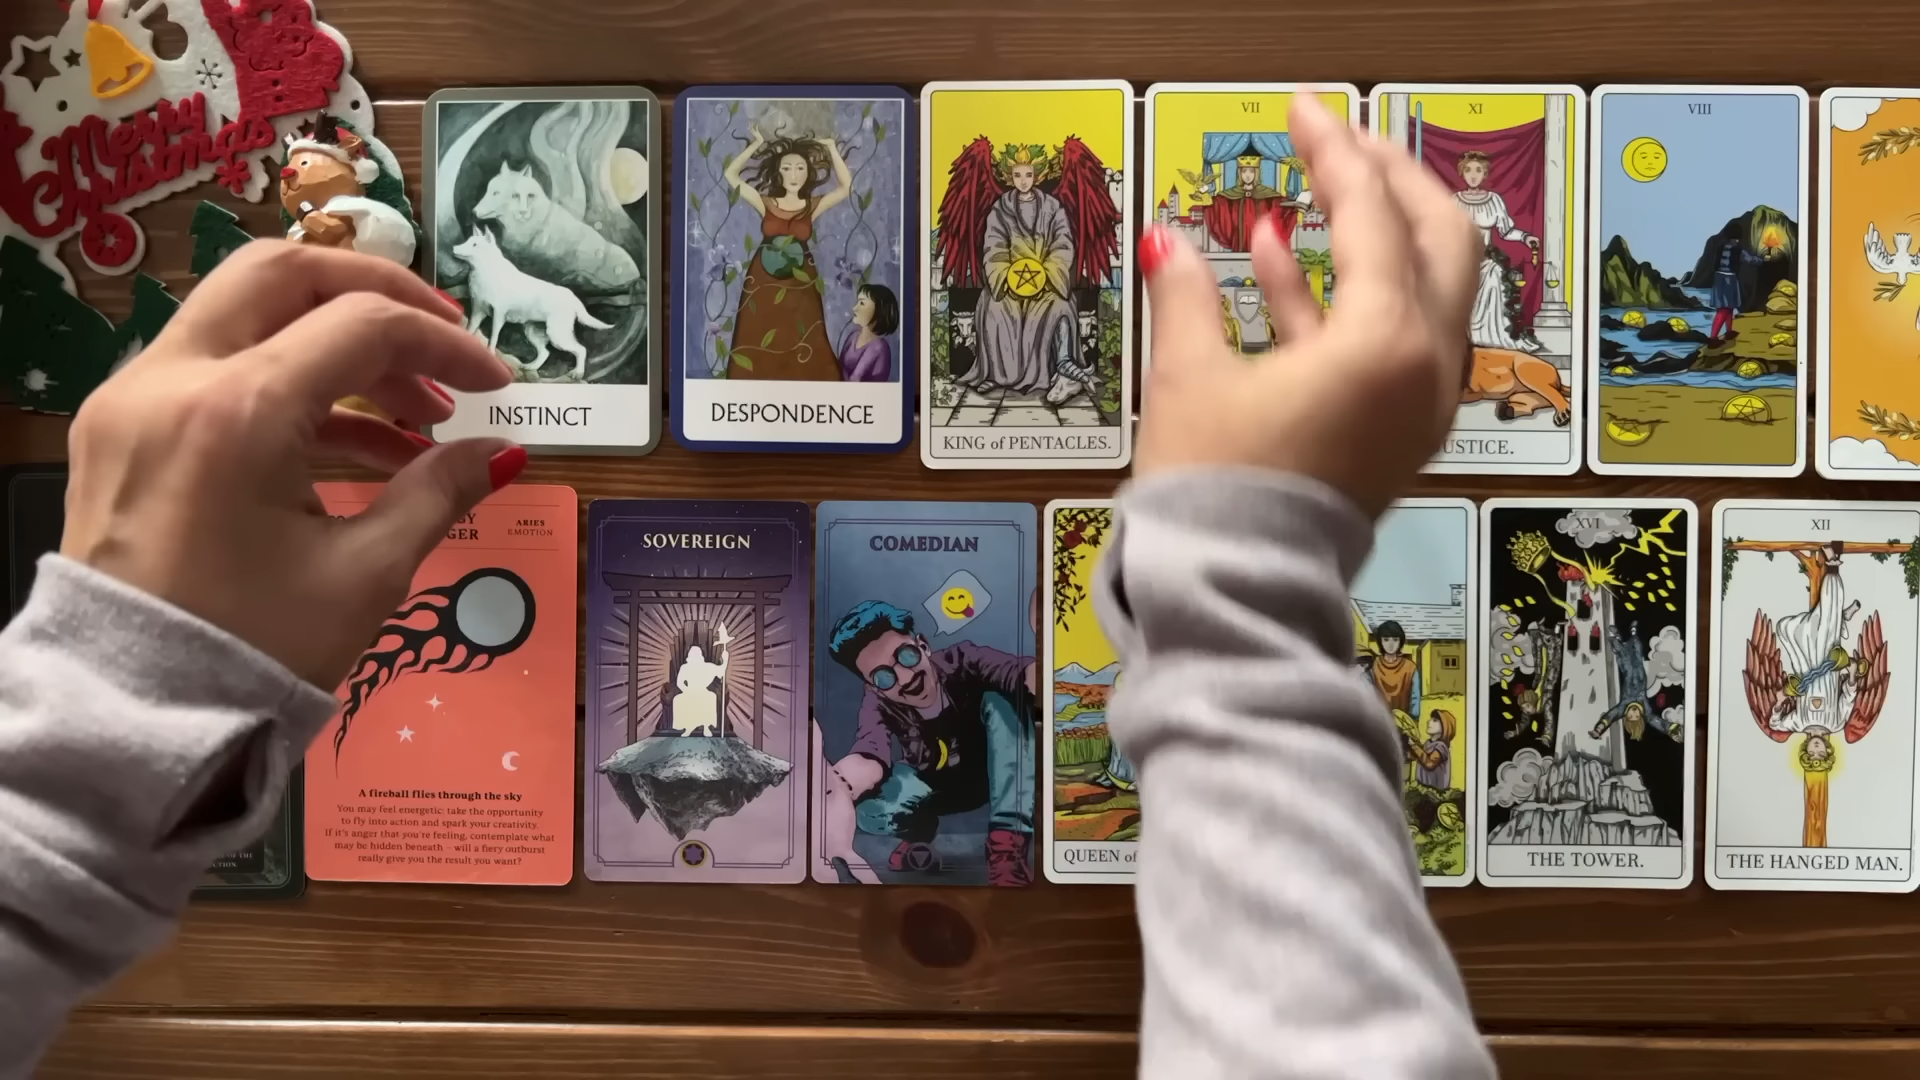 Merry
Christmas
INSTINCT
DESPONDENCE
KING of PENTACLES.
VII
XI
USTICE.
VIII
GY
GER
ARIES
EMOTION
A fireball flies through the sky
You may feel energetic: take the opportunity
to fly into action and spark your creativity.
If it's anger that you're feeling, contemplate what
may be hidden beneath – will a fiery outburst
really give you the result you want?
SOVEREIGN
COMEDIAN
QUEEN of
XVI
THE TOWER.
XII
THE HANGED MAN.